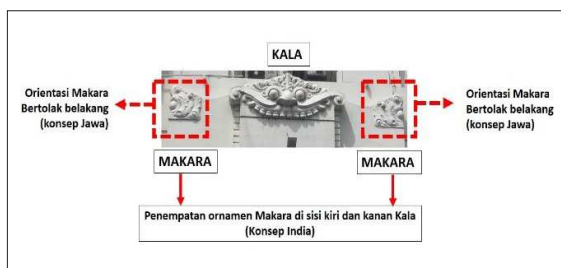 KALA
Orientasi Makara
Bertolak belakang
(konsep Jawa)
Orientasi Makara
Bertolak belakang
(konsep Jawa)
MAKARA
MAKARA
Penempatan ornamen Makara di sisi kiri dan kanan Kala
(Konsep India)